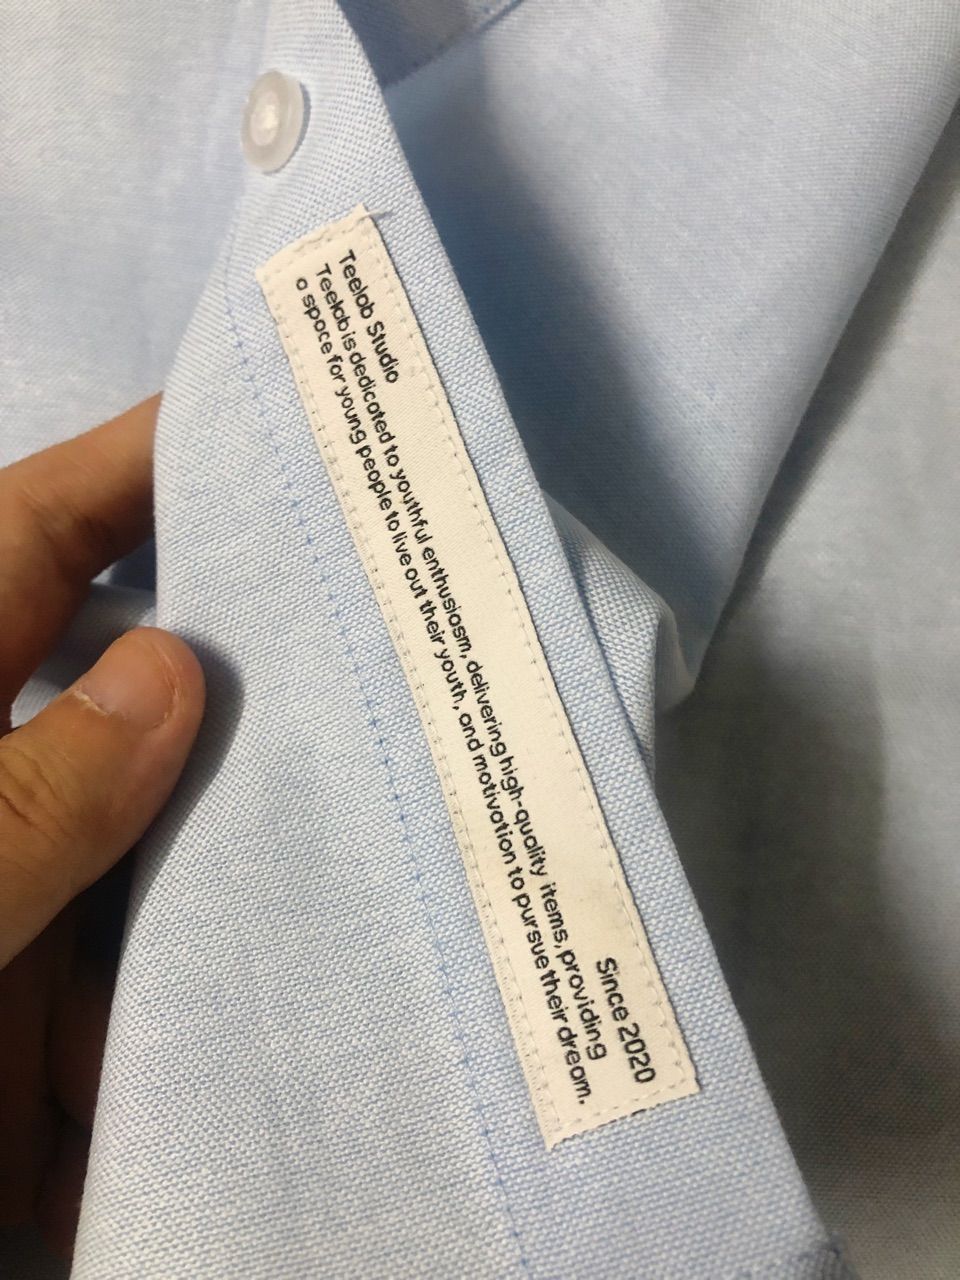 Teelab Studio
Since 2020
Teelab is dedicated to youthful enthusiasm, delivering high-quality items, providing
a space for young people to live out their youth, and motivation to pursue their dream.